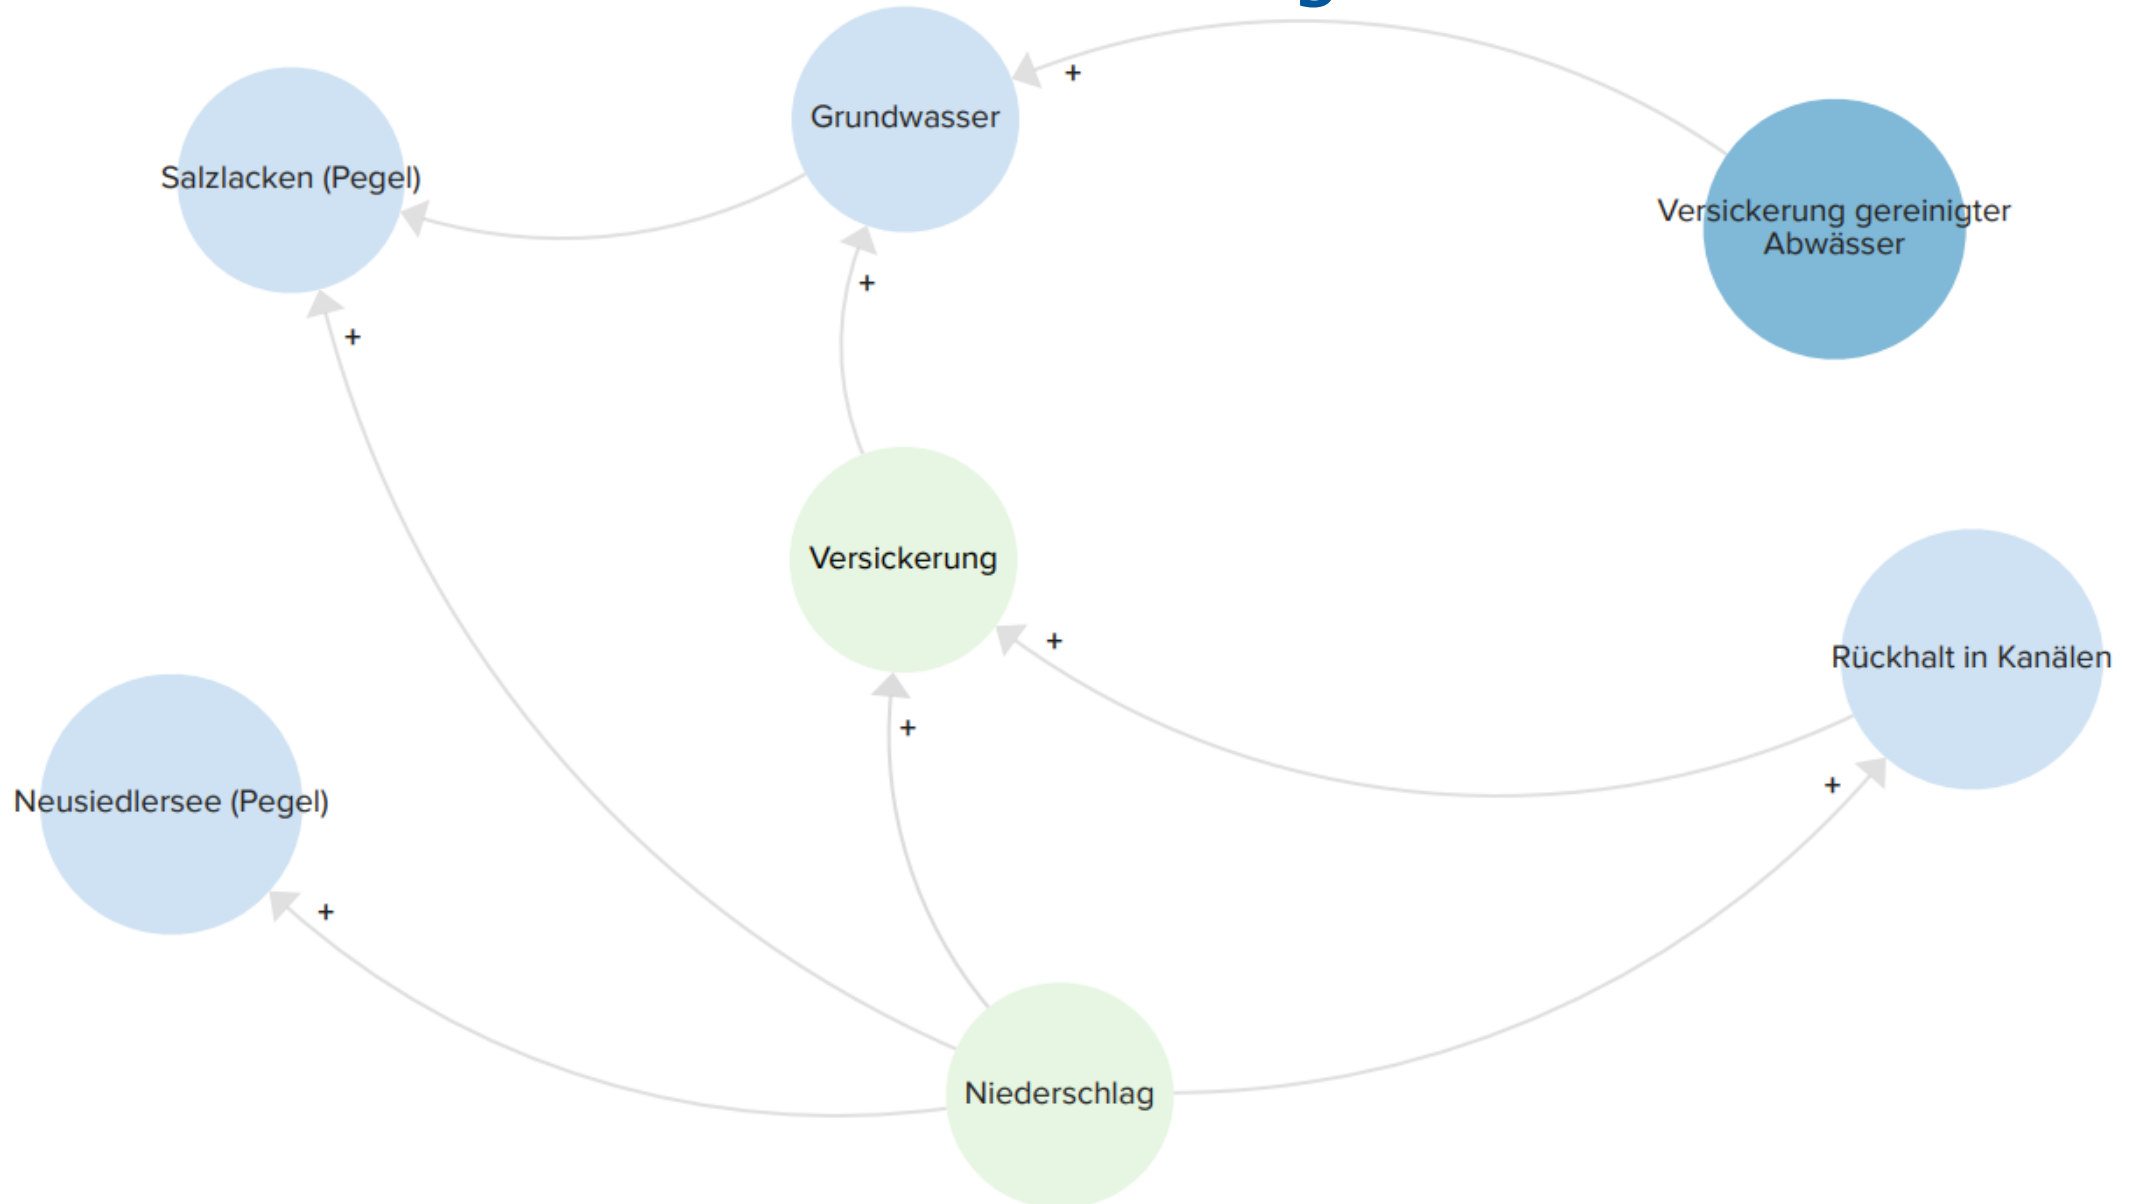 Grundwasser
+
Salzlacken (Pegel)
Versickerung gereinigter
Abwässer
+
+
Versickerung
+
Rückhalt in Kanälen
+
+
Neusiedlersee (Pegel)
+
Niederschlag